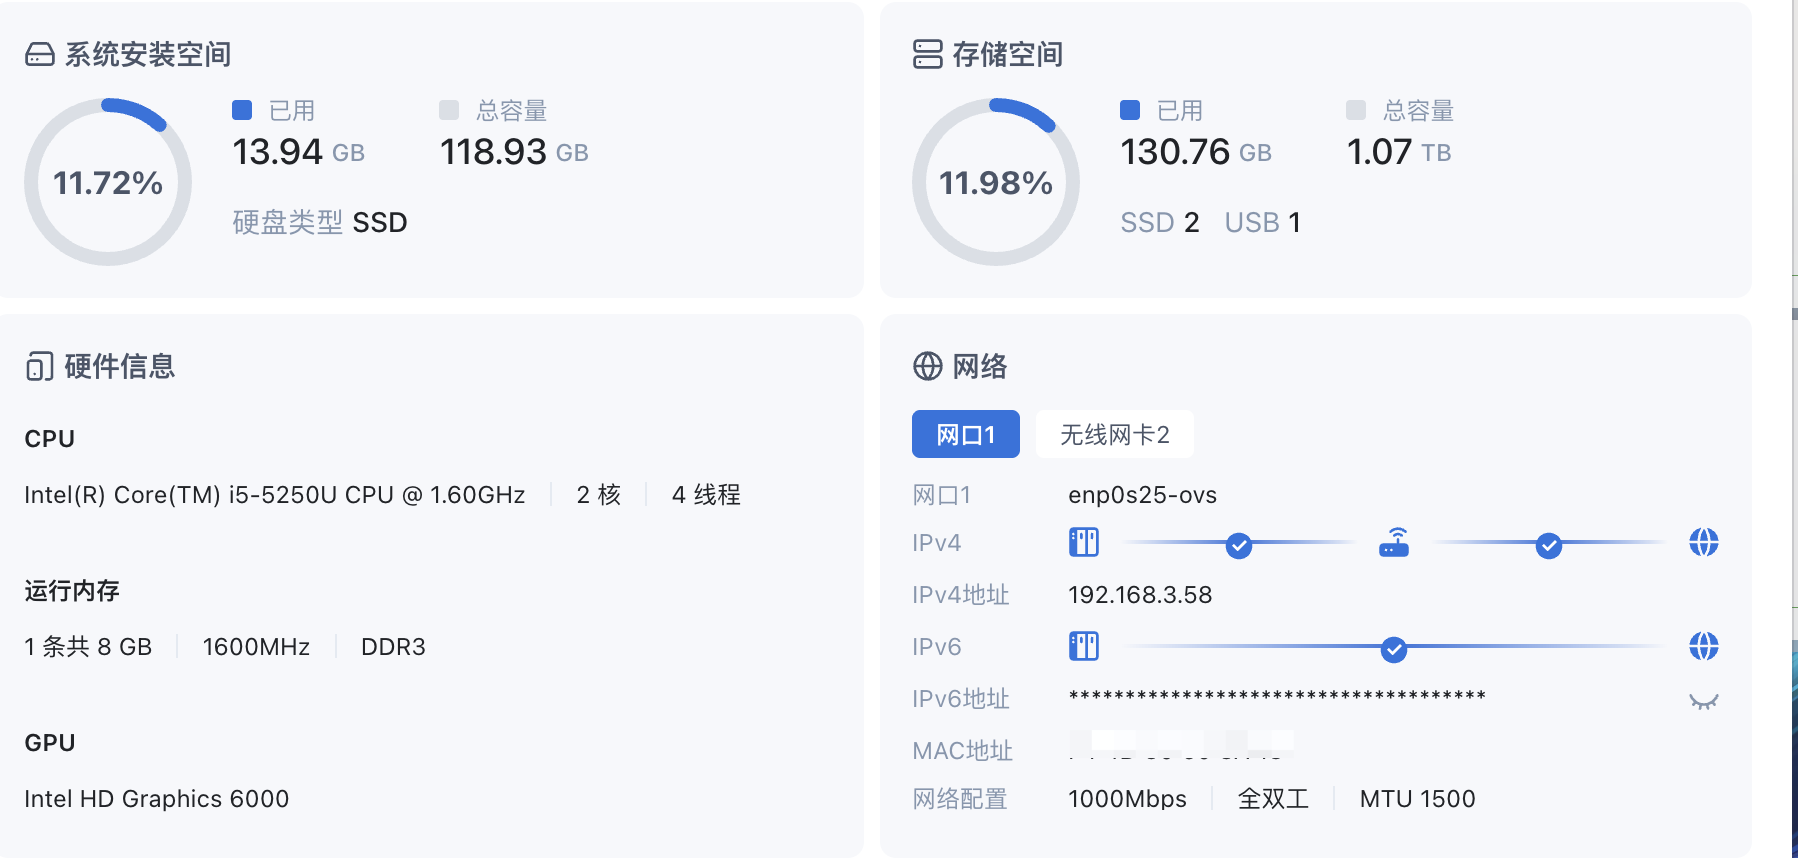 系统安装空间
11.72%
已用
13.94 GB
总容量
118.93 GB
硬盘类型 SSD
存储空间
11.98%
已用
130.76 GB
总容量
1.07 TB
SSD 2 USB 1
硬件信息
CPU
Intel(R) Core(TM) i5-5250U CPU @ 1.60GHz 2 核 4 线程
运行内存
1 条共 8 GB 1600MHz DDR3
GPU
Intel HD Graphics 6000
网络
网口1 无线网卡2
网口1 enp0s25-ovs
IPv4
IPv4地址 192.168.3.58
IPv6
IPv6地址 *************************************
MAC地址
网络配置 1000Mbps 全双工 MTU 1500